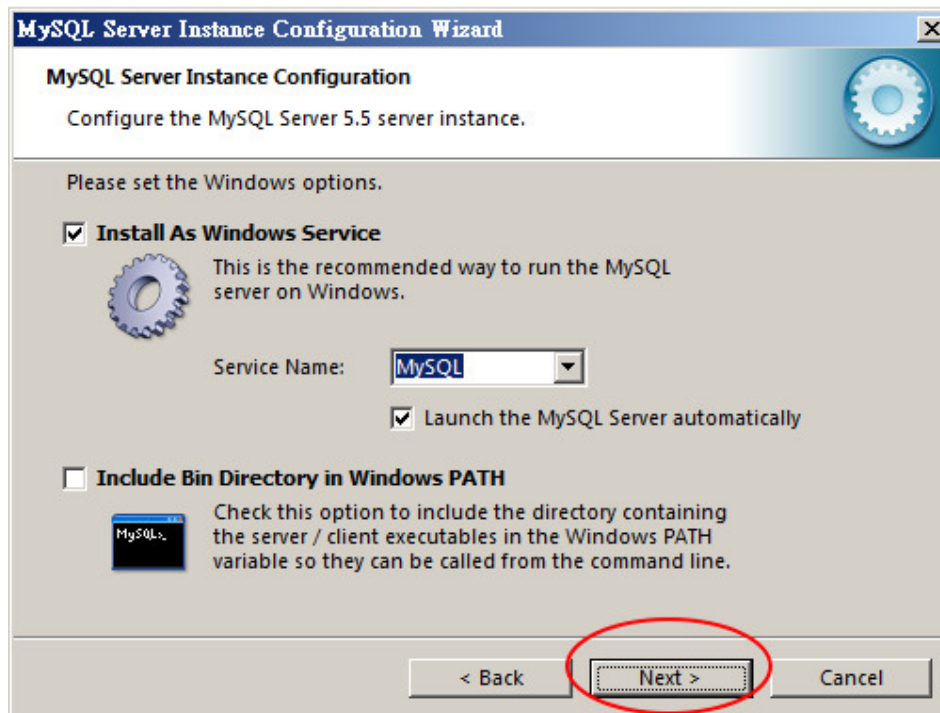 MySQL Server Instance Configuration Wizard
MySQL Server Instance Configuration
Configure the MySQL Server 5.5 server instance.
Please set the Windows options.
Install As Windows Service
This is the recommended way to run the MySQL
server on Windows.
Service Name: MySQL
Launch the MySQL Server automatically
Include Bin Directory in Windows PATH
Check this option to include the directory containing
the server / client executables in the Windows PATH
variable so they can be called from the command line.
MySQL>_
< Back Next > Cancel